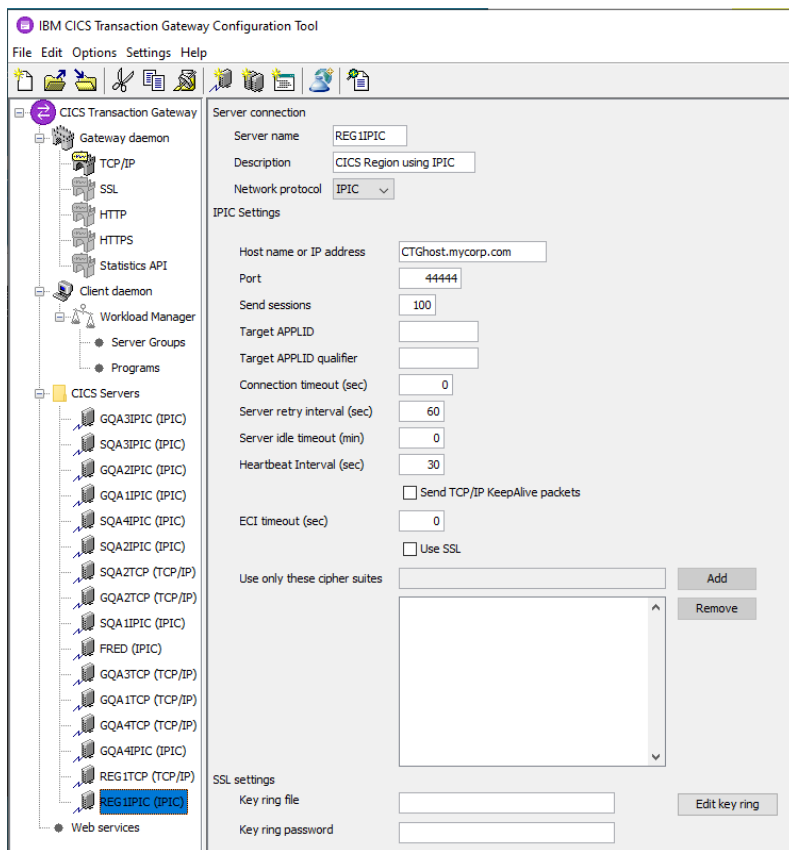 IBM CICS Transaction Gateway Configuration Tool
File Edit Options Settings Help
CICS Transaction Gateway
Gateway daemon
TCP/IP
SSL
HTTP
HTTPS
Statistics API
Client daemon
Workload Manager
Server Groups
Programs
CICS Servers
GQA3IPIC (IPIC)
SQA3IPIC (IPIC)
GQA2IPIC (IPIC)
GQA1IPIC (IPIC)
SQA4IPIC (IPIC)
SQA2IPIC (IPIC)
SQA2TCP (TCP/IP)
GQA2TCP (TCP/IP)
SQA1IPIC (IPIC)
FRED (IPIC)
GQA3TCP (TCP/IP)
GQA1TCP (TCP/IP)
GQA4TCP (TCP/IP)
GQA4IPIC (IPIC)
REG1TCP (TCP/IP)
REG1IPIC (IPIC)
Web services
Server connection
Server name REG1IPIC
Description CICS Region using IPIC
Network protocol IPIC
IPIC Settings
Host name or IP address CTGhost.mycorp.com
Port 44444
Send sessions 100
Target APPLID
Target APPLID qualifier
Connection timeout (sec) 0
Server retry interval (sec) 60
Server idle timeout (min) 0
Heartbeat Interval (sec) 30
Send TCP/IP KeepAlive packets
ECI timeout (sec) 0
Use SSL
Use only these cipher suites Add
Remove
SSL settings
Key ring file Edit key ring
Key ring password